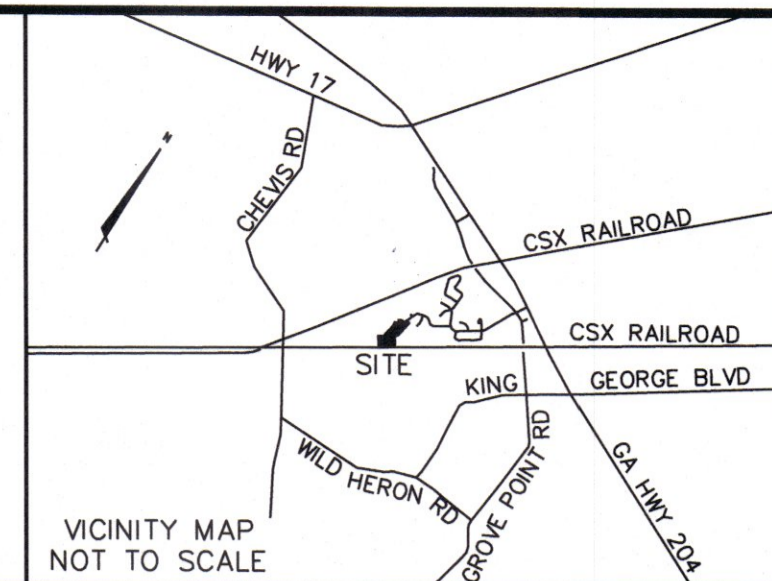 HWY 17
N
CHEVIS RD
CSX RAILROAD
CSX RAILROAD
SITE
KING
GEORGE BLVD
WILD HERON RD
GROVE POINT RD
GA HWY 204
VICINITY MAP
NOT TO SCALE